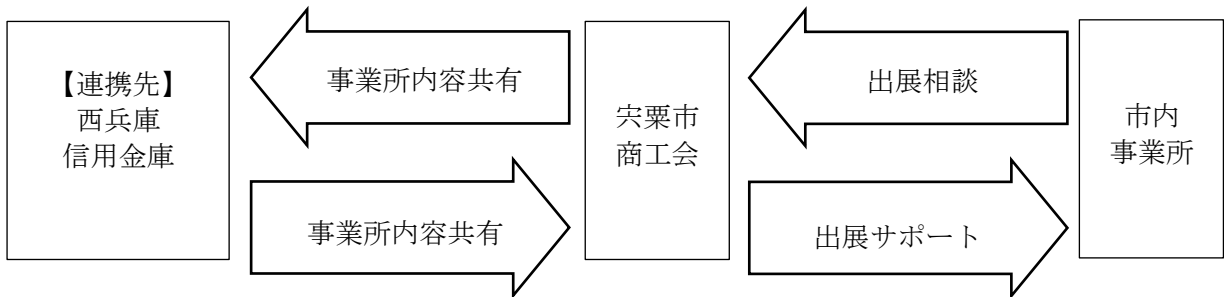 【連携先】
西兵庫
信用金庫
事業所内容共有
事業所内容共有
宍粟市
商工会
出展相談
出展サポート
市内
事業所